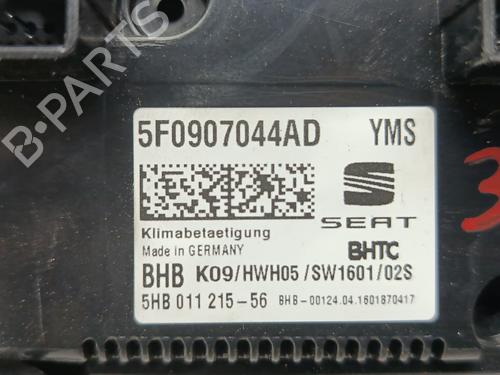 5F0907044AD YMS
SEAT
Klimabetaetigung
Made in GERMANY
BHTC
BHB K09/HWH05/SW1601/02S
5HB 011 215-56 BHB-00124.04.1601870417
3
B-PARTS